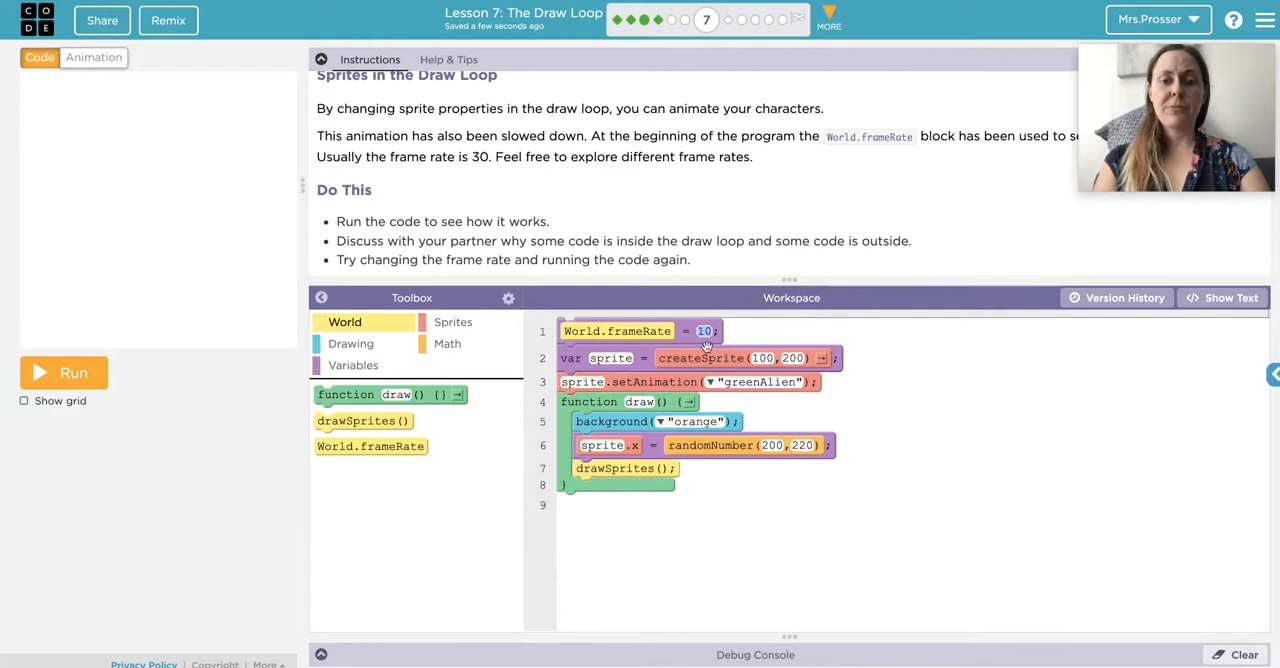 CO
DE
Share
Remix
Lesson 7: The Draw Loop
Saved a few seconds ago
7
MORE
Mrs.Prosser
?
Code
Animation
Instructions
Help & Tips
Sprites in the Draw Loop
By changing sprite properties in the draw loop, you can animate your characters.
This animation has also been slowed down. At the beginning of the program the World.frameRate block has been used to se
Usually the frame rate is 30. Feel free to explore different frame rates.
Do This
• Run the code to see how it works.
• Discuss with your partner why some code is inside the draw loop and some code is outside.
• Try changing the frame rate and running the code again.
Toolbox
Workspace
Version History
</> Show Text
World
Sprites
Drawing
Math
Variables
function draw() {}
drawSprites()
World.frameRate
Run
Show grid
1 World.frameRate = 10;
2 var sprite = createSprite(100,200);
3 sprite.setAnimation("greenAlien");
4 function draw() {
5 background("orange");
6 sprite.x = randomNumber(200,220);
7 drawSprites();
8 }
9
Debug Console
Clear
Privacy Policy | Copyright | More